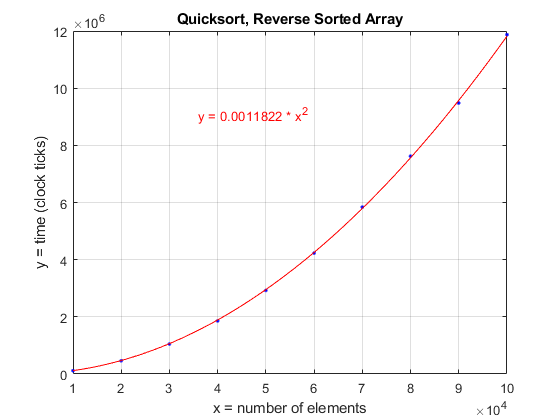 Quicksort, Reverse Sorted Array
×10^6
12
10
8
6
4
2
0
y = 0.0011822 * x^2
y = time (clock ticks)
1 2 3 4 5 6 7 8 9 10
x = number of elements
×10^4